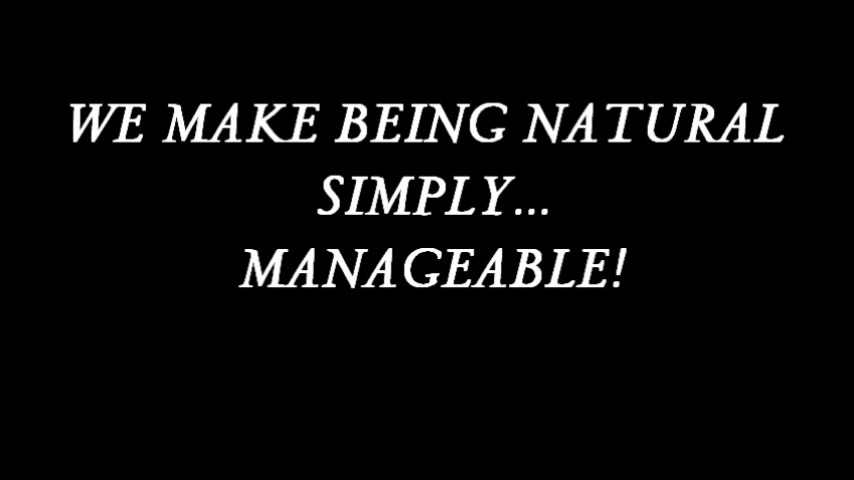 WE MAKE BEING NATURAL
SIMPLY...
MANAGEABLE!